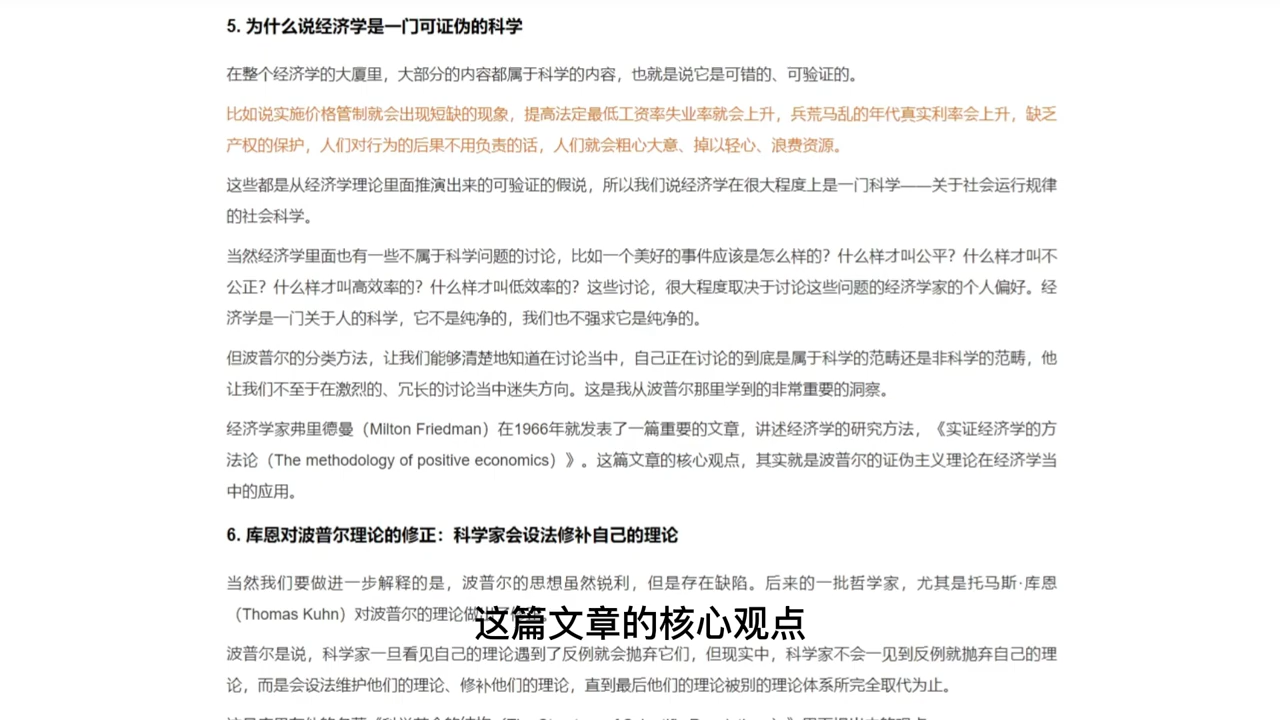 5. 为什么说经济学是一门可证伪的科学
在整个经济学的大厦里，大部分的内容都属于科学的内容，也就是说它是可错的、可验证的。
比如说实施价格管制就会出现短缺的现象，提高法定最低工资率失业率就会上升，兵荒马乱的年代真实利率会上升，缺乏
产权的保护，人们对行为的后果不用负责的话，人们就会粗心大意、掉以轻心、浪费资源。
这些都是从经济学理论里面推演出来的可验证的假说，所以我们说经济学在很大程度上是一门科学——关于社会运行规律
的社会科学。
当然经济学里面也有一些不属于科学问题的讨论，比如一个美好的事件应该是怎么样的？什么样才叫公平？什么样才叫不
公正？什么样才叫高效率的？什么样才叫低效率的？这些讨论，很大程度取决于讨论这些问题的经济学家的个人偏好。经
济学是一门关于人的科学，它不是纯净的，我们也不强求它是纯净的。
但波普尔的分类方法，让我们能够清楚地知道在讨论当中，自己正在讨论的到底是属于科学的范畴还是非科学的范畴，他
让我们不至于在激烈的、冗长的讨论当中迷失方向。这是我从波普尔那里学到的非常重要的洞察。
经济学家弗里德曼（Milton Friedman）在1966年就发表了一篇重要的文章，讲述经济学的研究方法，《实证经济学的方
法论（The methodology of positive economics）》。这篇文章的核心观点，其实就是波普尔的证伪主义理论在经济学当
中的应用。
6. 库恩对波普尔理论的修正：科学家会设法修补自己的理论
当然我们要做进一步解释的是，波普尔的思想虽然锐利，但是存在缺陷。后来的一批哲学家，尤其是托马斯·库恩
（Thomas Kuhn）对波普尔的理论做
这篇文章的核心观点
波普尔是说，科学家一旦看见自己的理论遇到了反例就会抛弃它们，但现实中，科学家不会一见到反例就抛弃自己的理
论，而是会设法维护他们的理论、修补他们的理论，直到最后他们的理论被别的理论体系所完全取代为止。